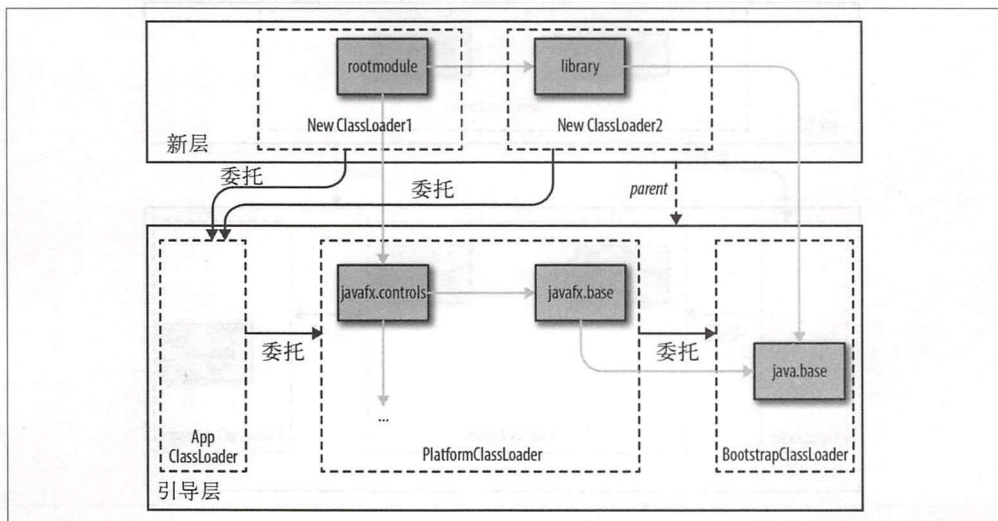 rootmodule
library
New ClassLoader1
New ClassLoader2
新层
委托
委托
parent
javafx.controls
javafx.base
委托
委托
java.base
...
App
ClassLoader
PlatformClassLoader
BootstrapClassLoader
引导层